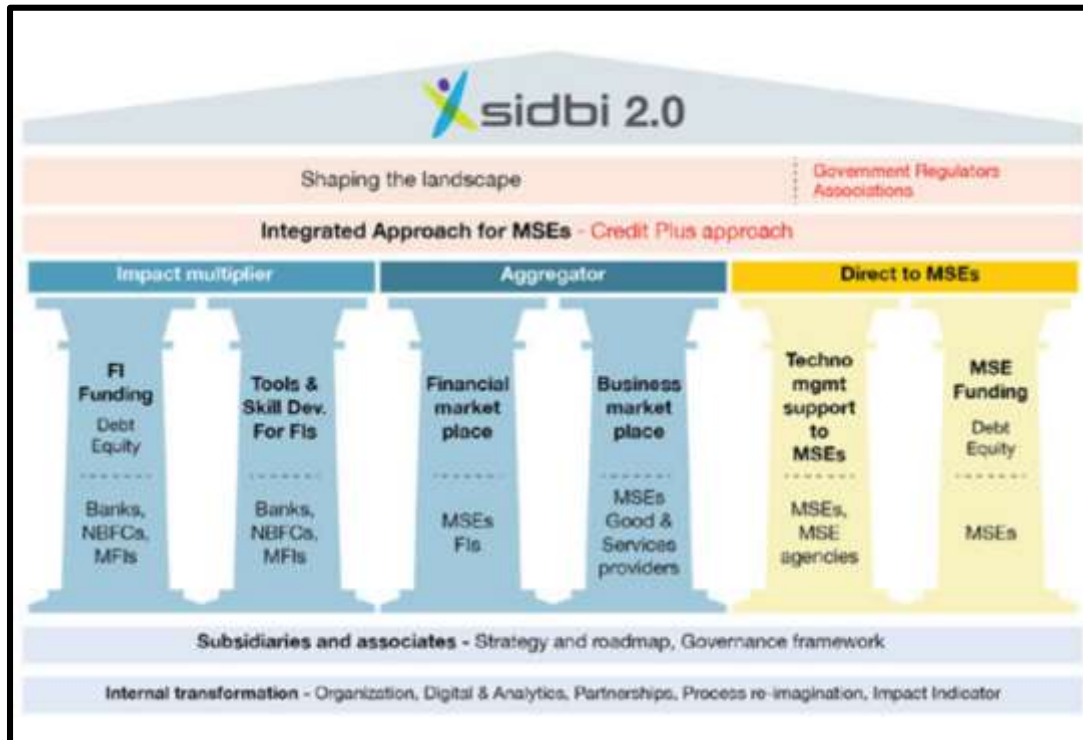 sidbi 2.0
Shaping the landscape
Government Regulators
Associations
Integrated Approach for MSEs - Credit Plus approach
Impact multiplier
Aggregator
Direct to MSEs
FI
Funding
Debt
Equity
Banks,
NBFCs,
MFIs
Tools &
Skill Dev.
For FIs
Banks,
NBFCs,
MFIs
Financial
market
place
MSEs
FIs
Business
market
place
MSEs
Good &
Services
providers
Techno
mgmt
support
to
MSEs
MSEs,
MSE
agencies
MSE
Funding
Debt
Equity
MSEs
Subsidiaries and associates - Strategy and roadmap, Governance framework
Internal transformation - Organization, Digital & Analytics, Partnerships, Process re-imagination, Impact Indicator